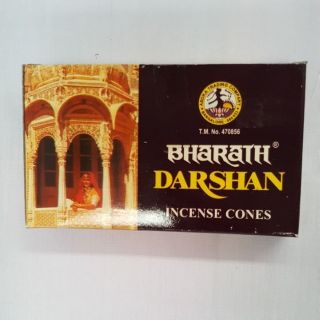 T.M. No. 470856
BHARATH®
DARSHAN
INCENSE CONES